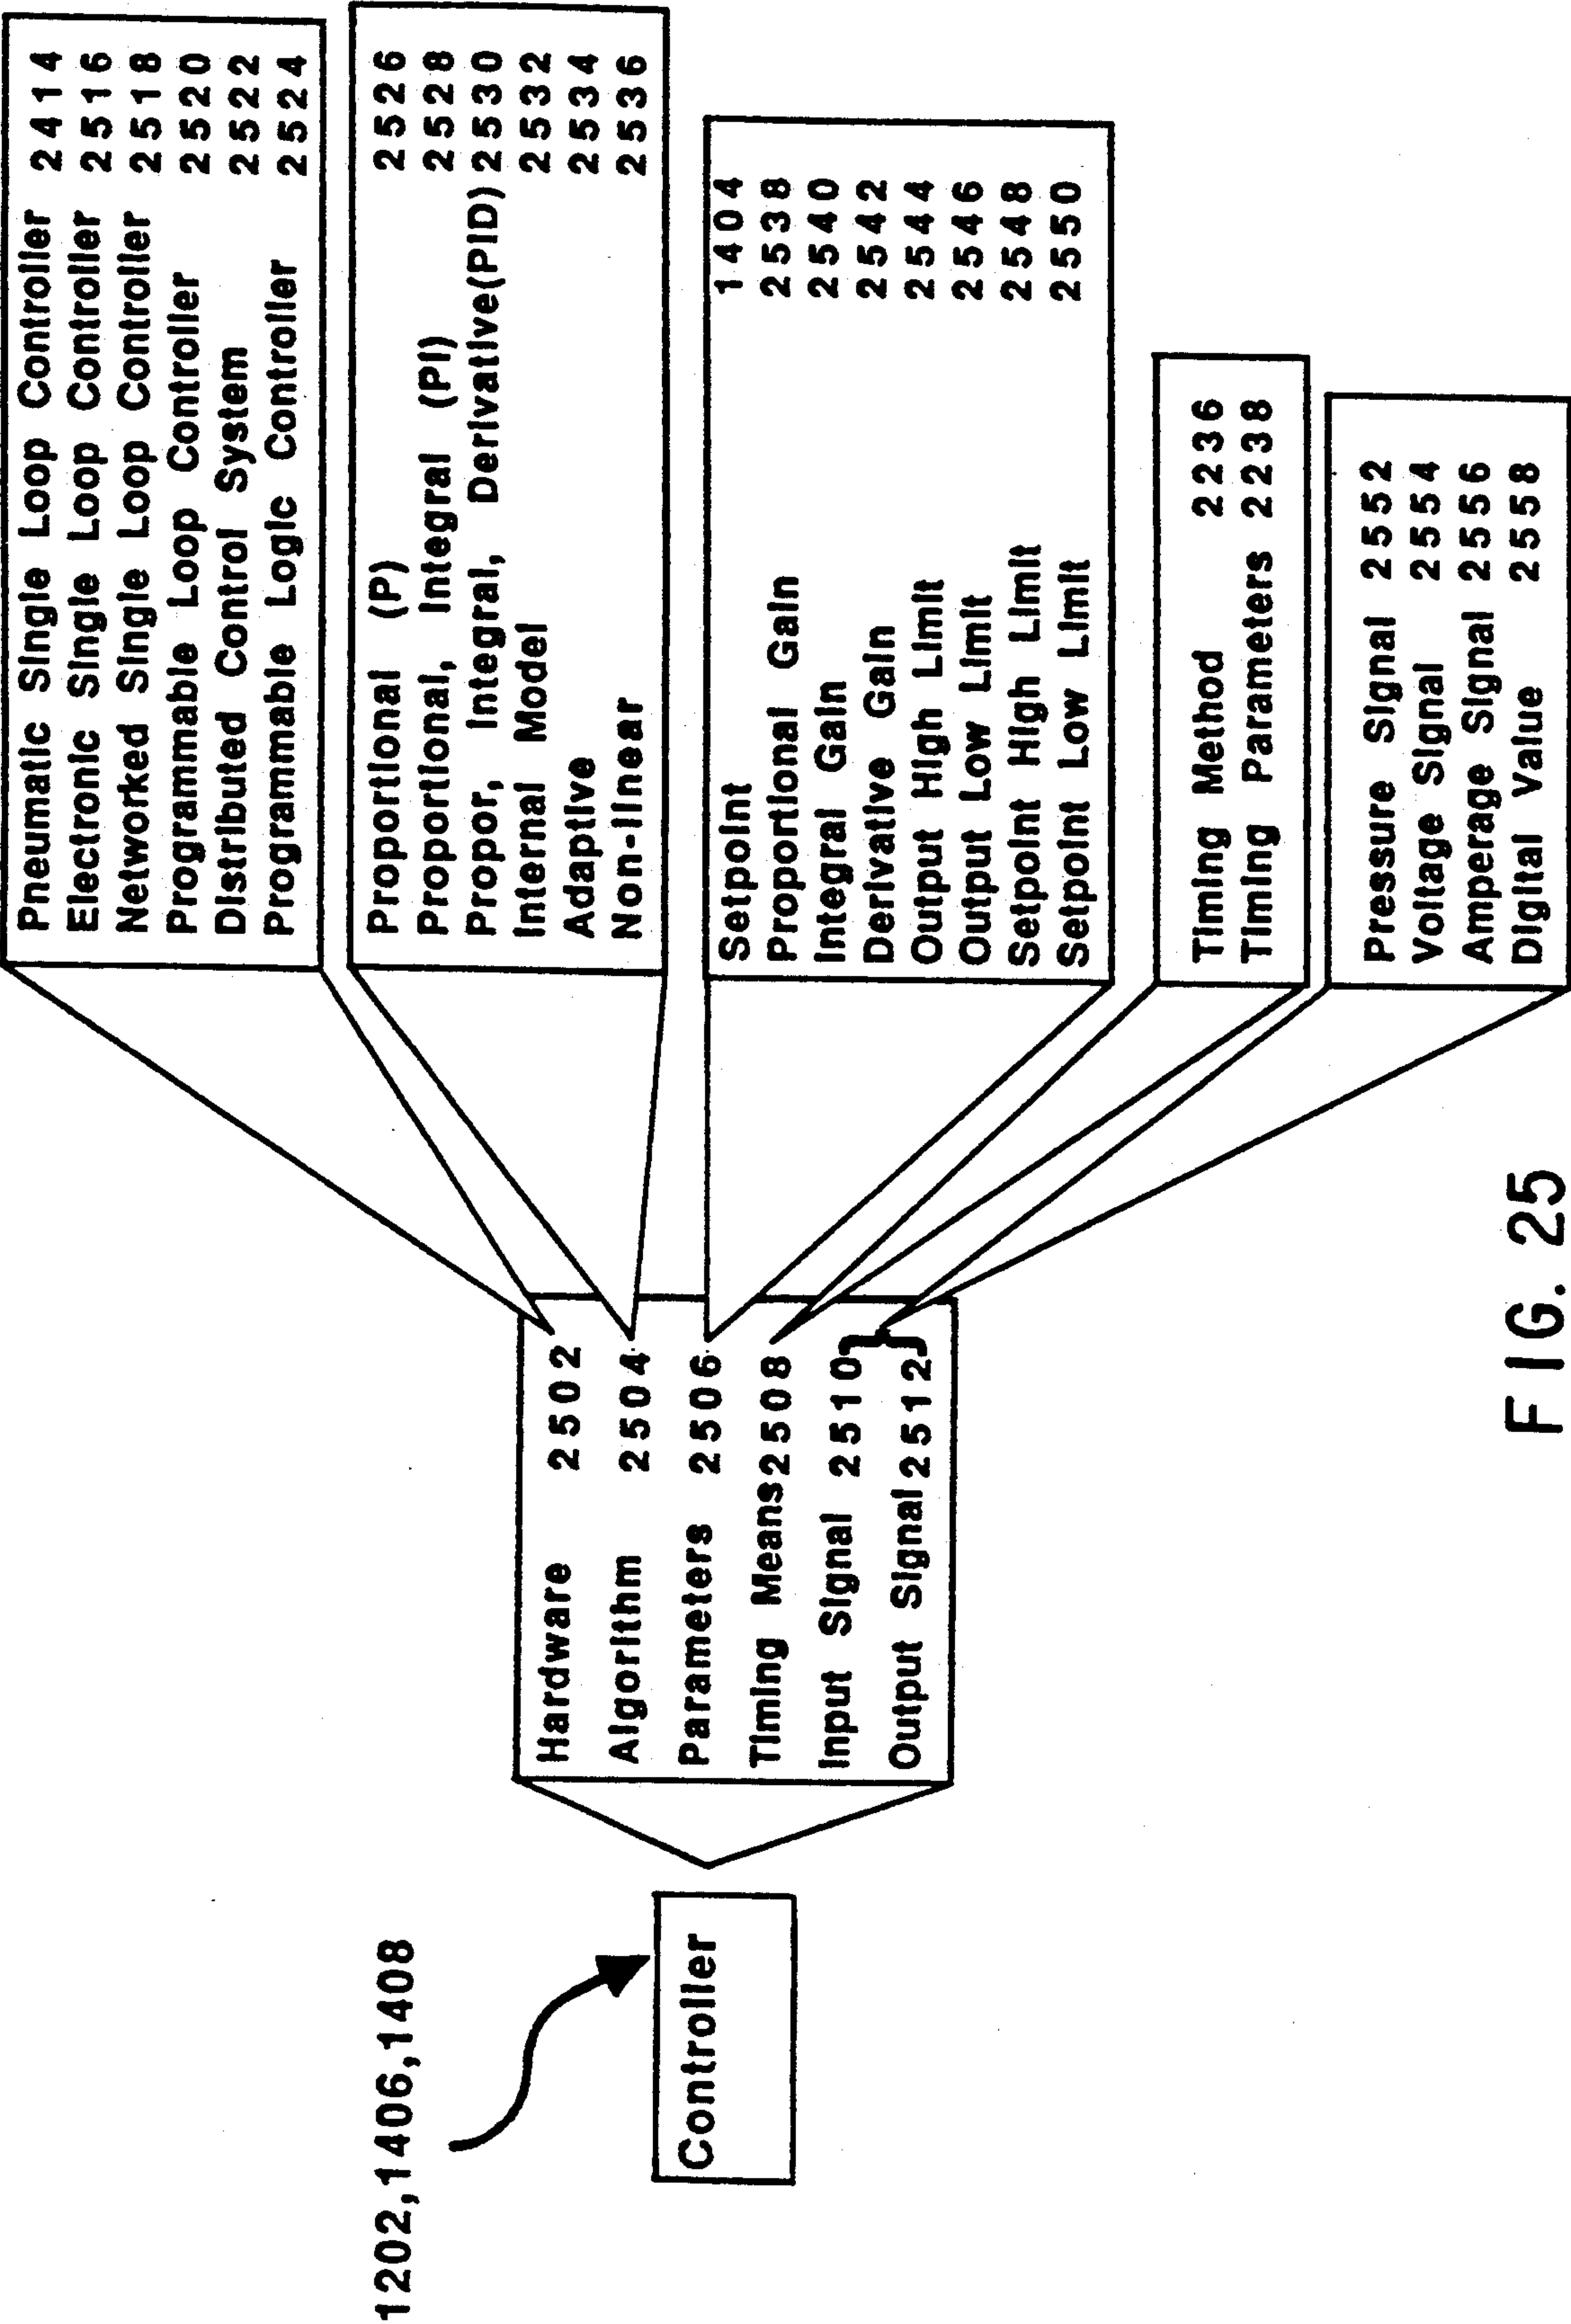 1202,1406,1408
Controller
Hardware 2502
Algorithm 2504
Parameters 2506
Timing Means 2508
Input Signal 2510
Output Signal 2512
Pneumatic Single Loop Controller 2414
Electronic Single Loop Controller 2516
Networked Single Loop Controller 2518
Programmable Loop Controller 2520
Distributed Control System 2522
Programmable Logic Controller 2524
Proportional (P) 2526
Proportional, Integral (PI) 2528
Propor, Integral, Derivative(PID) 2530
Internal Model 2532
Adaptive 2534
Non-linear 2536
Setpoint 1404
Proportional Gain 2538
Integral Gain 2540
Derivative Gain 2542
Output High Limit 2544
Output Low Limit 2546
Setpoint High Limit 2548
Setpoint Low Limit 2550
Timing Method 2236
Timing Parameters 2238
Pressure Signal 2552
Voltage Signal 2554
Amperage Signal 2556
Digital Value 2558
FIG. 25